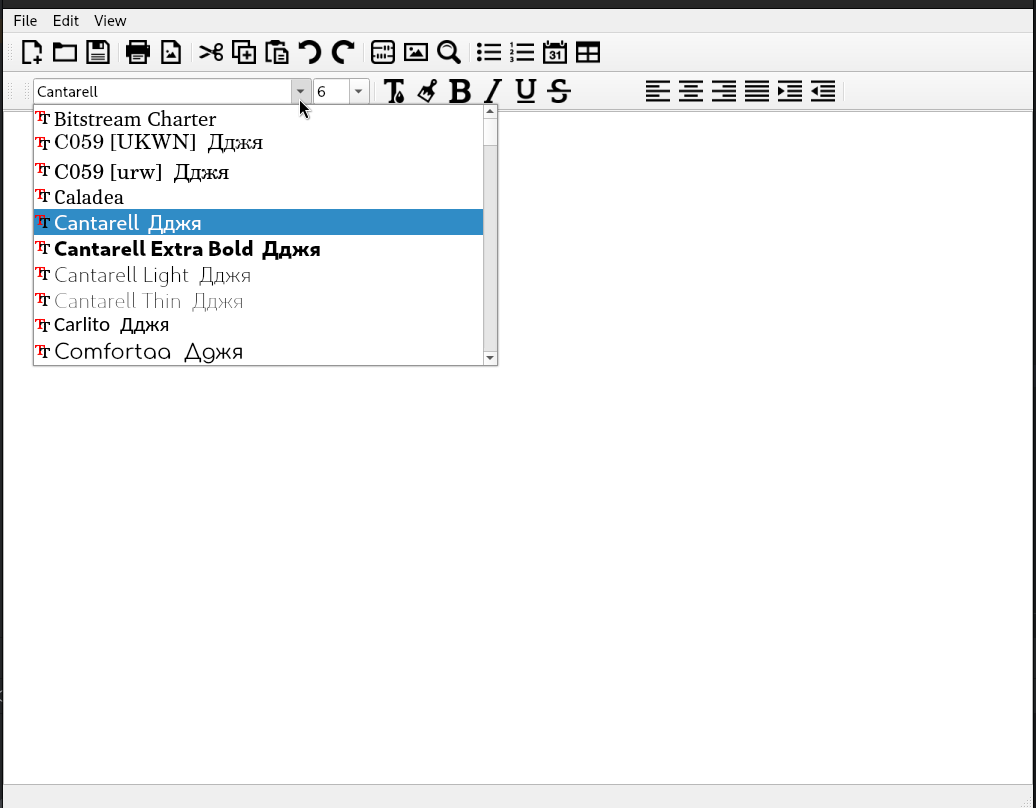 File Edit View
31
Cantarell 6 B I U S
Bitstream Charter
C059 [UKWN] Дджя
C059 [urw] Дджя
Caladea
Cantarell Дджя
Cantarell Extra Bold Дджя
Cantarell Light Дджя
Cantarell Thin Дджя
Carlito Дджя
Comfortaa Дджя